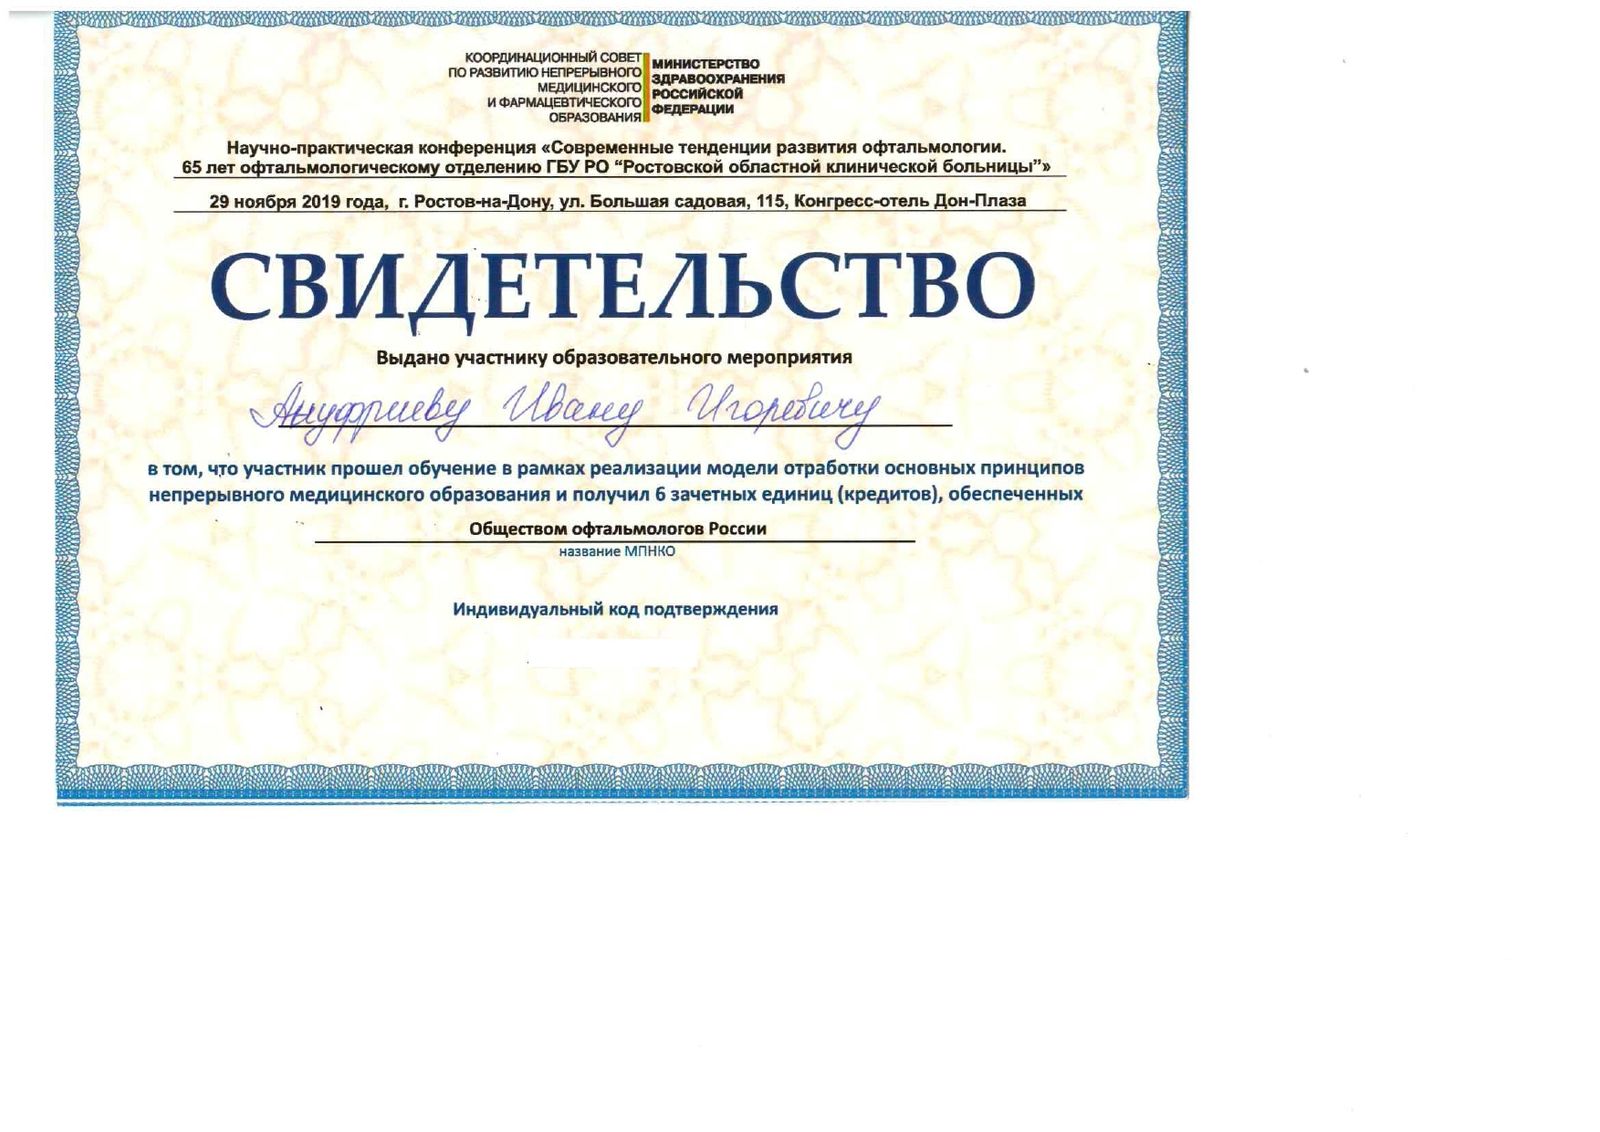 КООРДИНАЦИОННЫЙ СОВЕТ
ПО РАЗВИТИЮ НЕПРЕРЫВНОГО
МЕДИЦИНСКОГО
И ФАРМАЦЕВТИЧЕСКОГО
ОБРАЗОВАНИЯ
МИНИСТЕРСТВО
ЗДРАВООХРАНЕНИЯ
РОССИЙСКОЙ
ФЕДЕРАЦИИ
Научно-практическая конференция «Современные тенденции развития офтальмологии.
65 лет офтальмологическому отделению ГБУ РО “Ростовской областной клинической больницы”»
29 ноября 2019 года, г. Ростов-на-Дону, ул. Большая садовая, 115, Конгресс-отель Дон-Плаза
СВИДЕТЕЛЬСТВО
Выдано участнику образовательного мероприятия
Ануфриеву Ивану Игоревичу
в том, что участник прошел обучение в рамках реализации модели отработки основных принципов
непрерывного медицинского образования и получил 6 зачетных единиц (кредитов), обеспеченных
Обществом офтальмологов России
название МПНКО
Индивидуальный код подтверждения